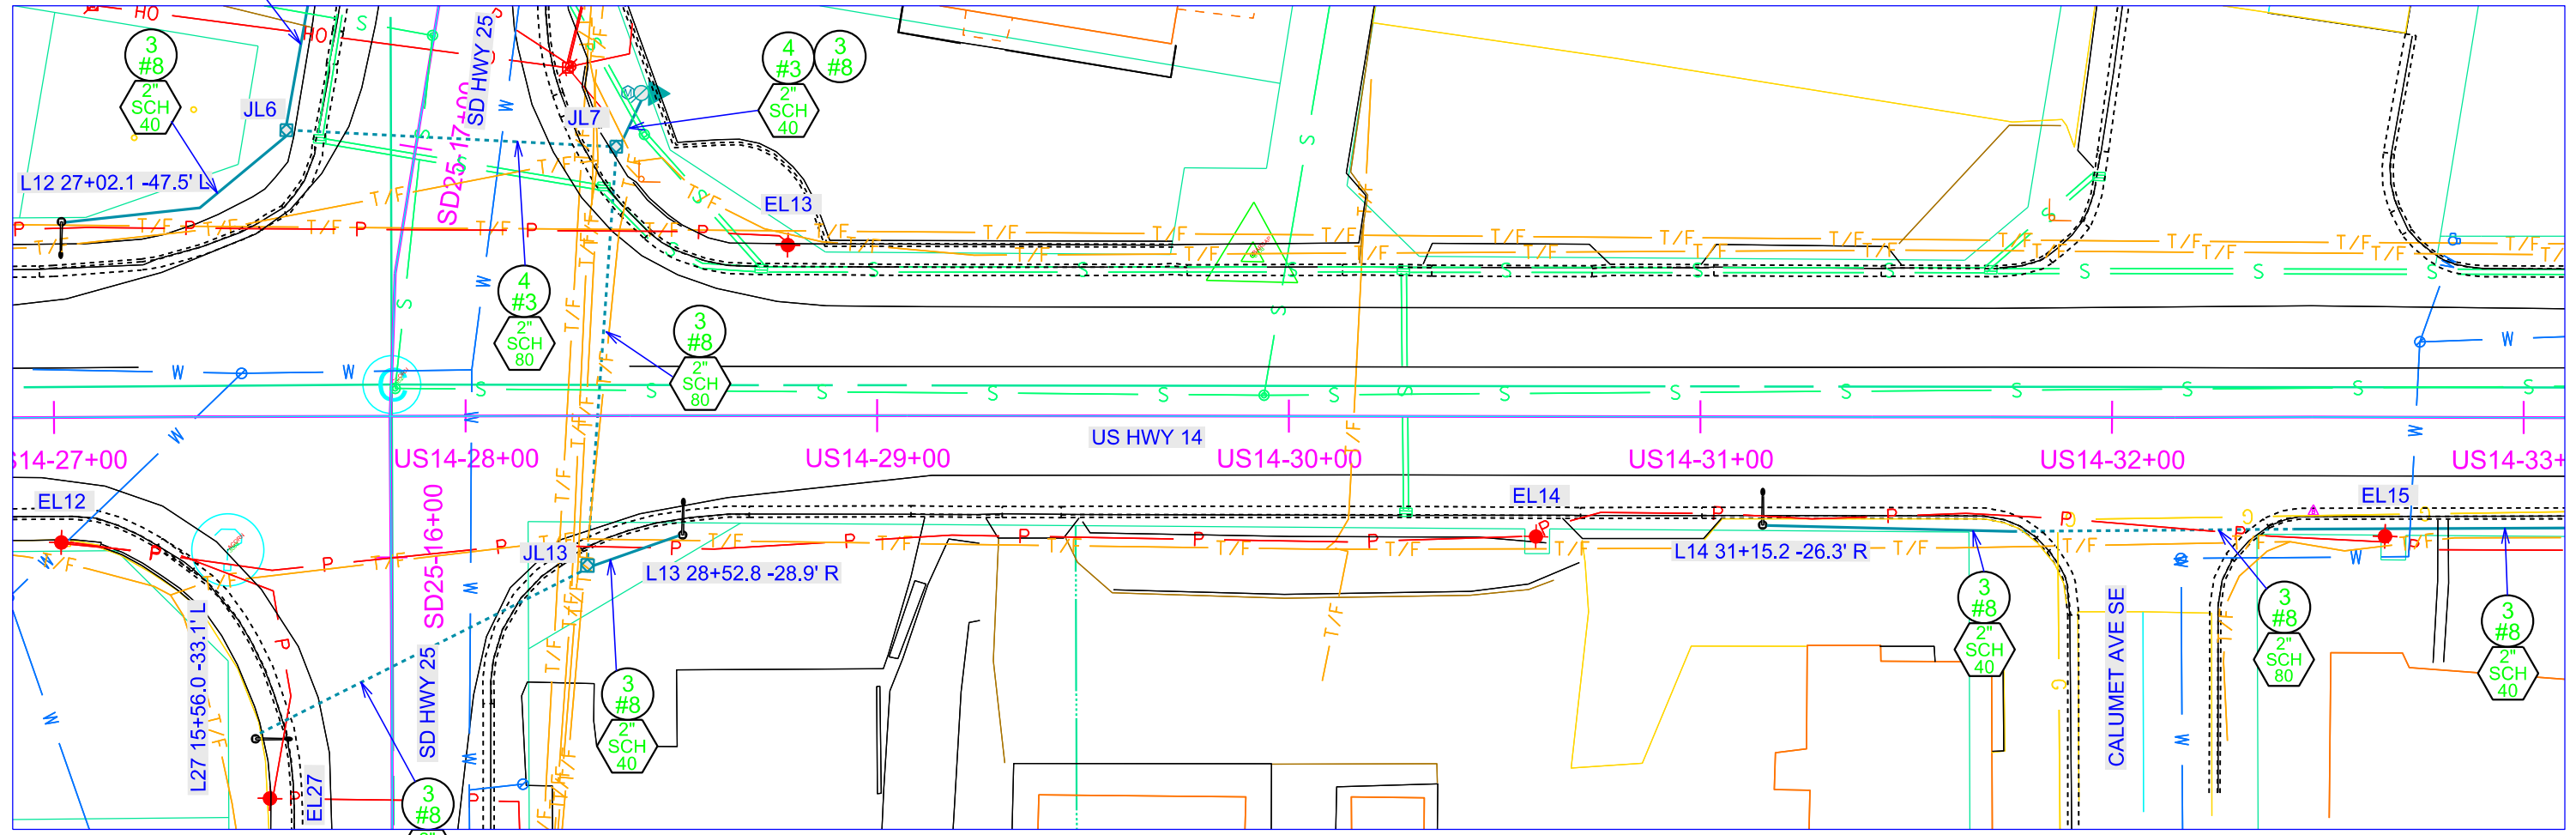 HO
HO
S
SD HWY 25
3
#8
2"
SCH
40
JL6
L12 27+02.1 -47.5' L
SD25-17+00
JL7
4
#3
3
#8
2"
SCH
40
EL13
4
#3
2"
SCH
80
3
#8
2"
SCH
80
P
T/F
T/F
P
T/F
P
T/F
P
T/F
P
T/F
P
T/F
T/F
T/F
T/F
T/F
T/F
T/F
T/F
T/F
T/F
T/F
S
S
S
S
S
S
S
S
W
W
W
W
S
S
S
S
S
S
S
S
S
S
S
S
US HWY 14
US14-27+00
US14-28+00
US14-29+00
US14-30+00
US14-31+00
US14-32+00
US14-33+
EL12
SD25-16+00
JL13
L13 28+52.8 -28.9' R
EL14
L14 31+15.2 -26.3' R
EL15
P
P
P
T/F
P
P
P
P
P
P
P
T/F
T/F
T/F
T/F
T/F
G
G
G
W
L27 15+56.0 -33.1' L
SD HWY 25
EL27
3
#8
2"
3
#8
2"
SCH
40
3
#8
2"
SCH
40
CALUMET AVE SE
3
#8
2"
SCH
80
3
#8
2"
SCH
40